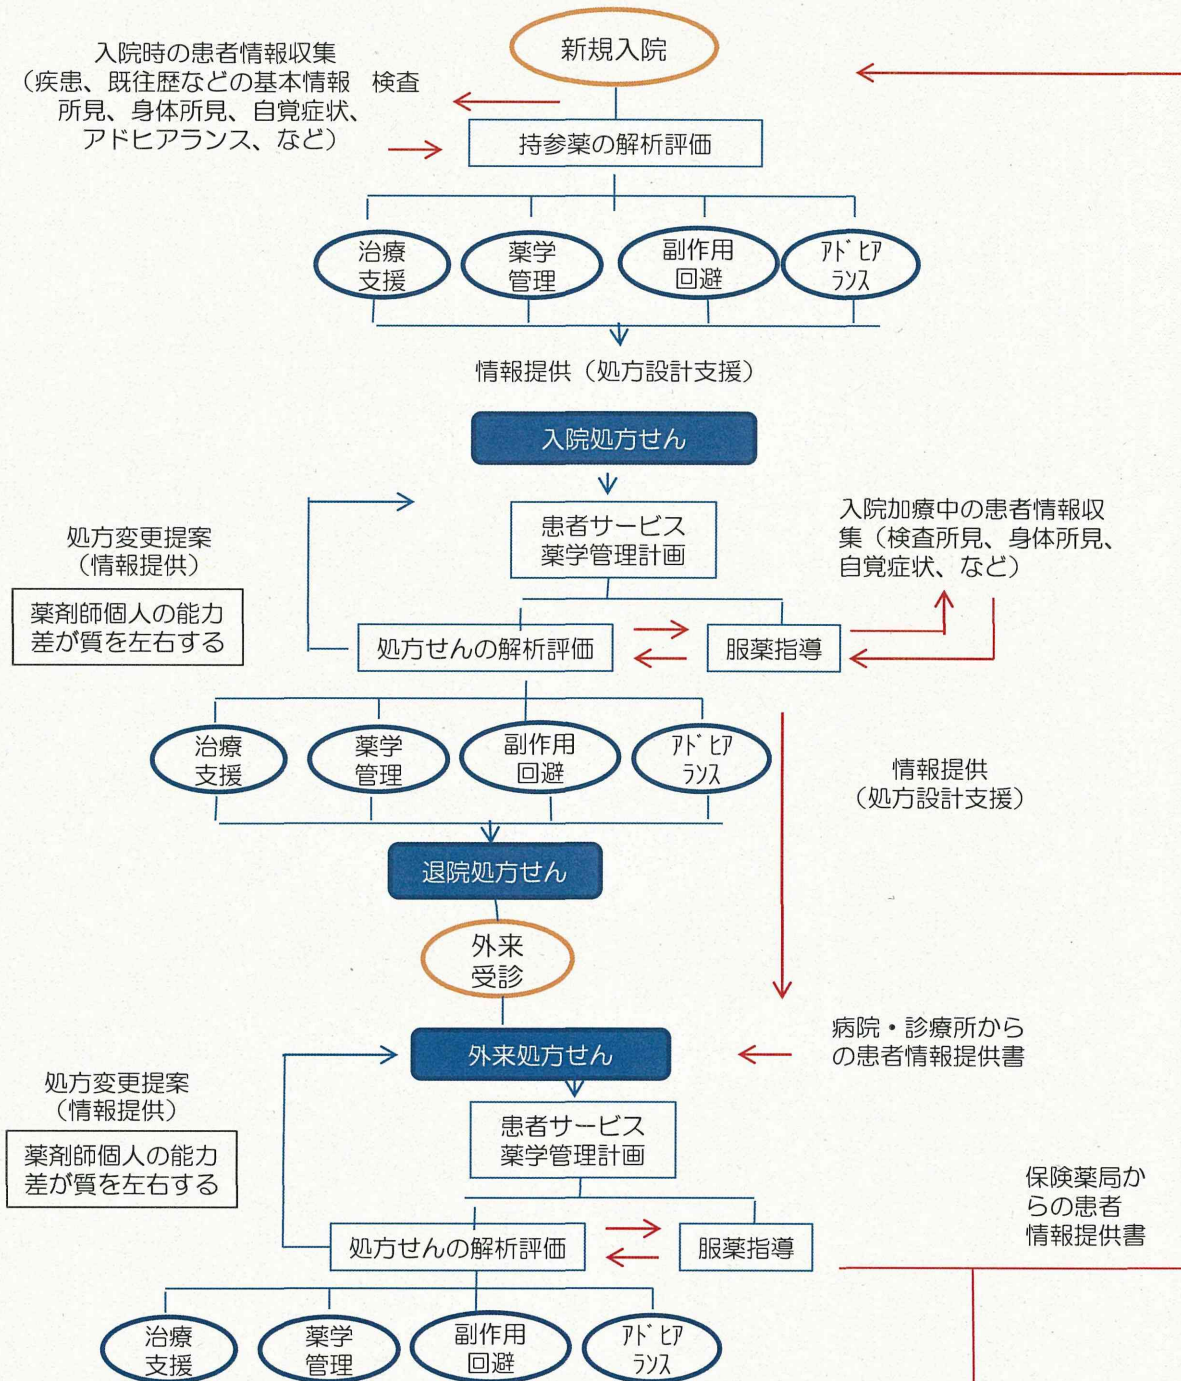 新規入院
入院時の患者情報収集
（疾患、既往歴などの基本情報　検査
所見、身体所見、自覚症状、
アドヒアランス、など）
持参薬の解析評価
治療
支援
薬学
管理
副作用
回避
ｱﾄﾞﾋｱ
ﾗﾝｽ
情報提供（処方設計支援）
入院処方せん
患者サービス
薬学管理計画
入院加療中の患者情報収
集（検査所見、身体所見、
自覚症状、など）
処方変更提案
（情報提供）
薬剤師個人の能力
差が質を左右する
処方せんの解析評価
服薬指導
治療
支援
薬学
管理
副作用
回避
ｱﾄﾞﾋｱ
ﾗﾝｽ
情報提供
（処方設計支援）
退院処方せん
外来
受診
外来処方せん
病院・診療所から
の患者情報提供書
処方変更提案
（情報提供）
薬剤師個人の能力
差が質を左右する
患者サービス
薬学管理計画
保険薬局か
らの患者
情報提供書
処方せんの解析評価
服薬指導
治療
支援
薬学
管理
副作用
回避
ｱﾄﾞﾋｱ
ﾗﾝｽ